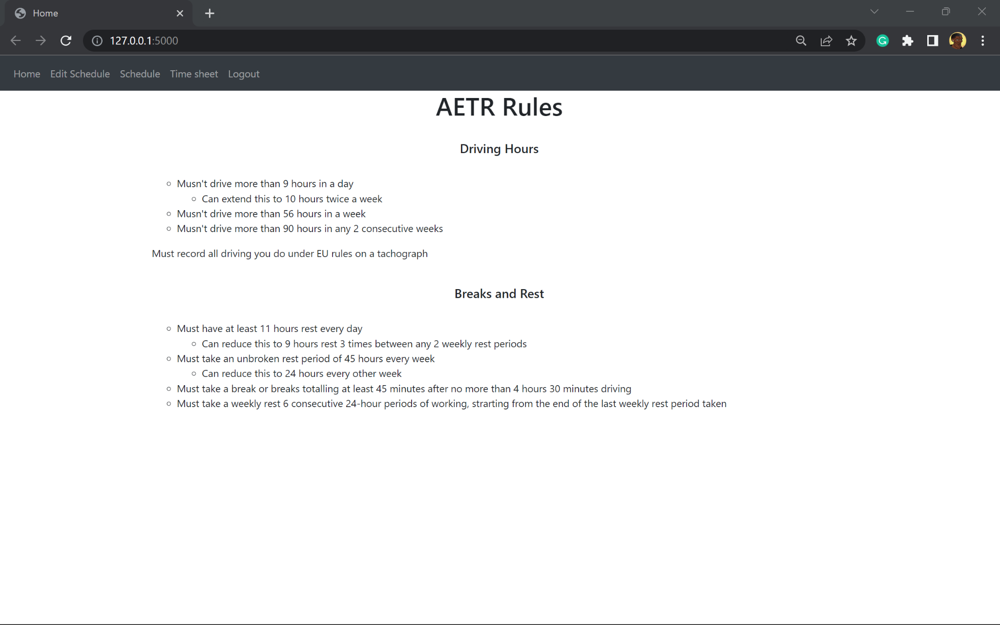 Home
127.0.0.1:5000
Home Edit Schedule Schedule Time sheet Logout
AETR Rules
Driving Hours
Musn't drive more than 9 hours in a day
Can extend this to 10 hours twice a week
Musn't drive more than 56 hours in a week
Musn't drive more than 90 hours in any 2 consecutive weeks
Must record all driving you do under EU rules on a tachograph
Breaks and Rest
Must have at least 11 hours rest every day
Can reduce this to 9 hours rest 3 times between any 2 weekly rest periods
Must take an unbroken rest period of 45 hours every week
Can reduce this to 24 hours every other week
Must take a break or breaks totalling at least 45 minutes after no more than 4 hours 30 minutes driving
Must take a weekly rest 6 consecutive 24-hour periods of working, strarting from the end of the last weekly rest period taken